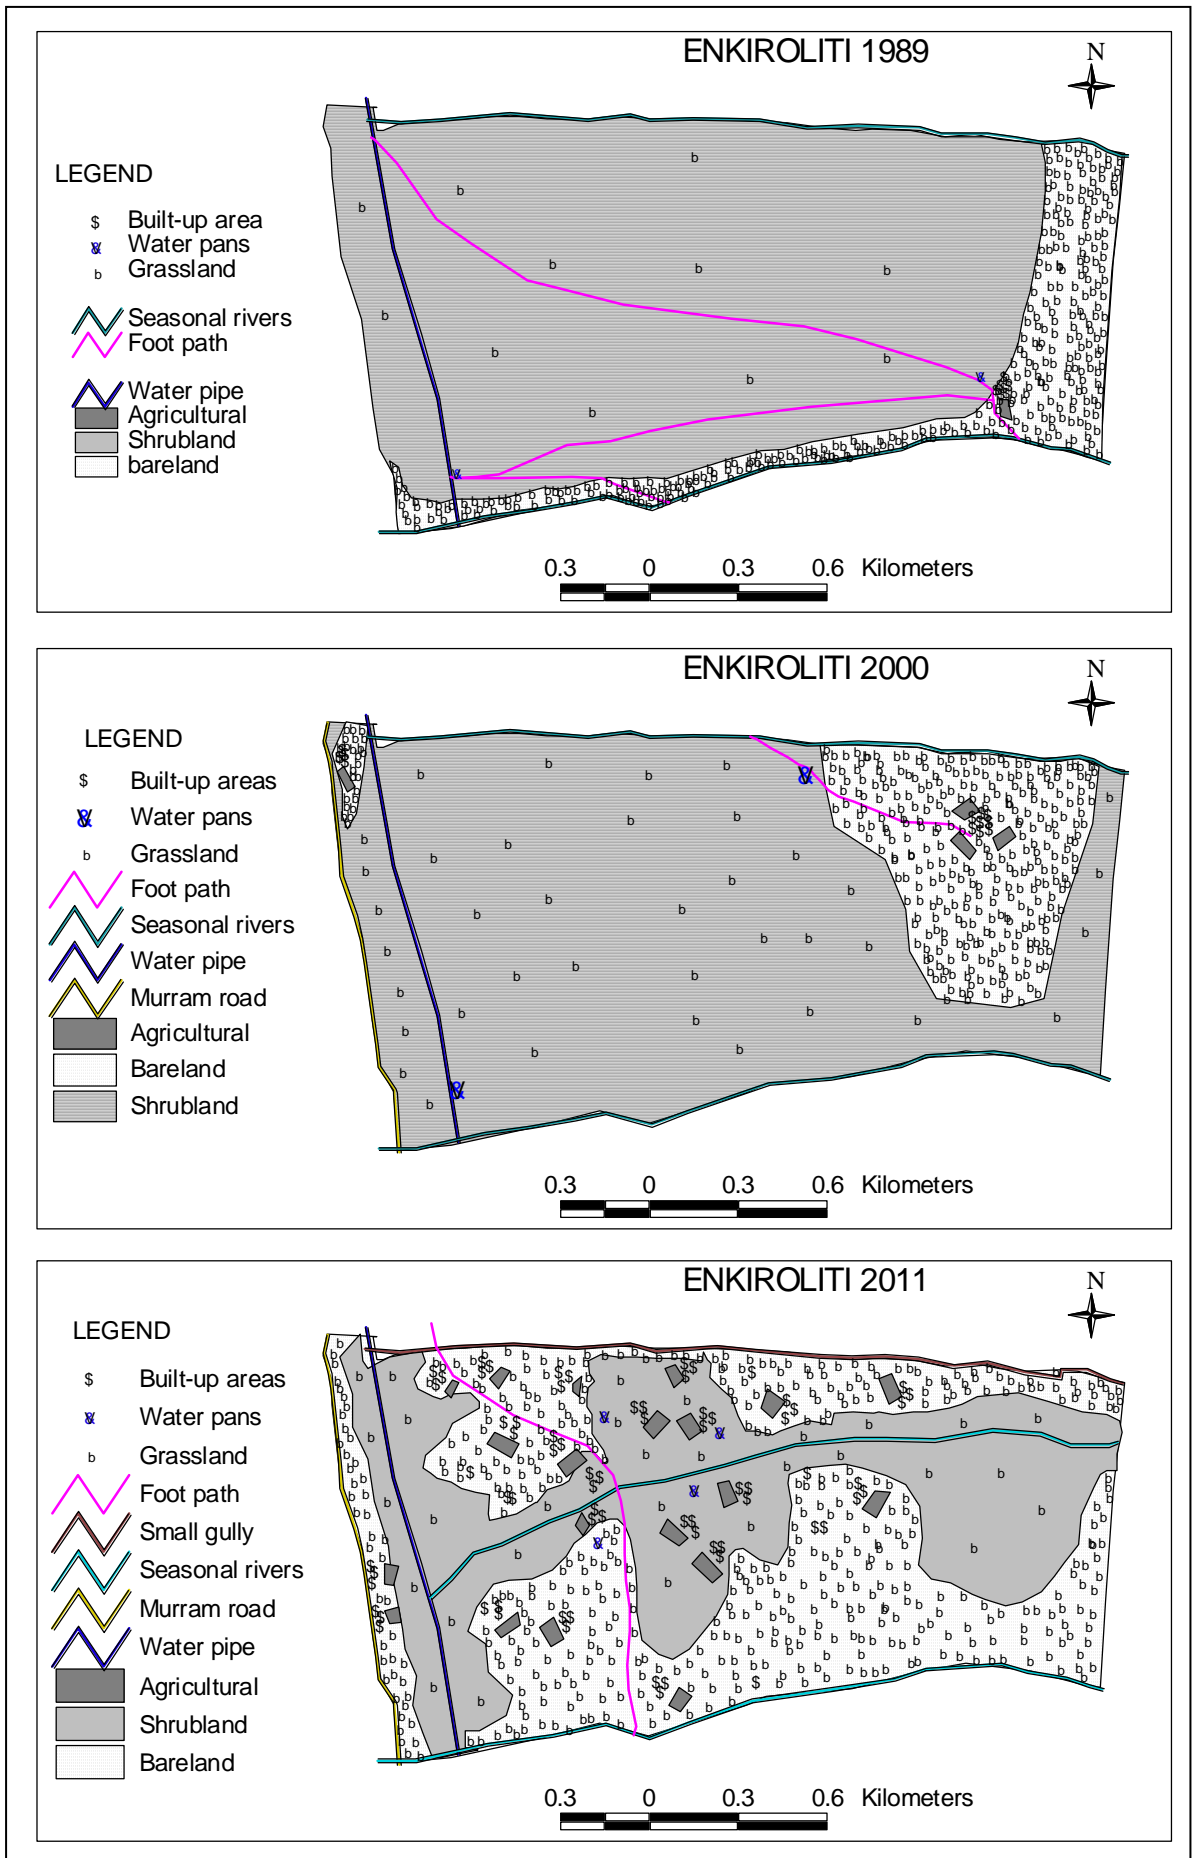 ENKIROLITI 1989
N
LEGEND
$ Built-up area
Water pans
b Grassland
Seasonal rivers
Foot path
Water pipe
Agricultural
Shrubland
bareland
0.3 0 0.3 0.6 Kilometers
ENKIROLITI 2000
N
LEGEND
$ Built-up areas
Water pans
b Grassland
Foot path
Seasonal rivers
Water pipe
Murram road
Agricultural
Bareland
Shrubland
0.3 0 0.3 0.6 Kilometers
ENKIROLITI 2011
N
LEGEND
$ Built-up areas
Water pans
b Grassland
Foot path
Small gully
Seasonal rivers
Murram road
Water pipe
Agricultural
Shrubland
Bareland
0.3 0 0.3 0.6 Kilometers